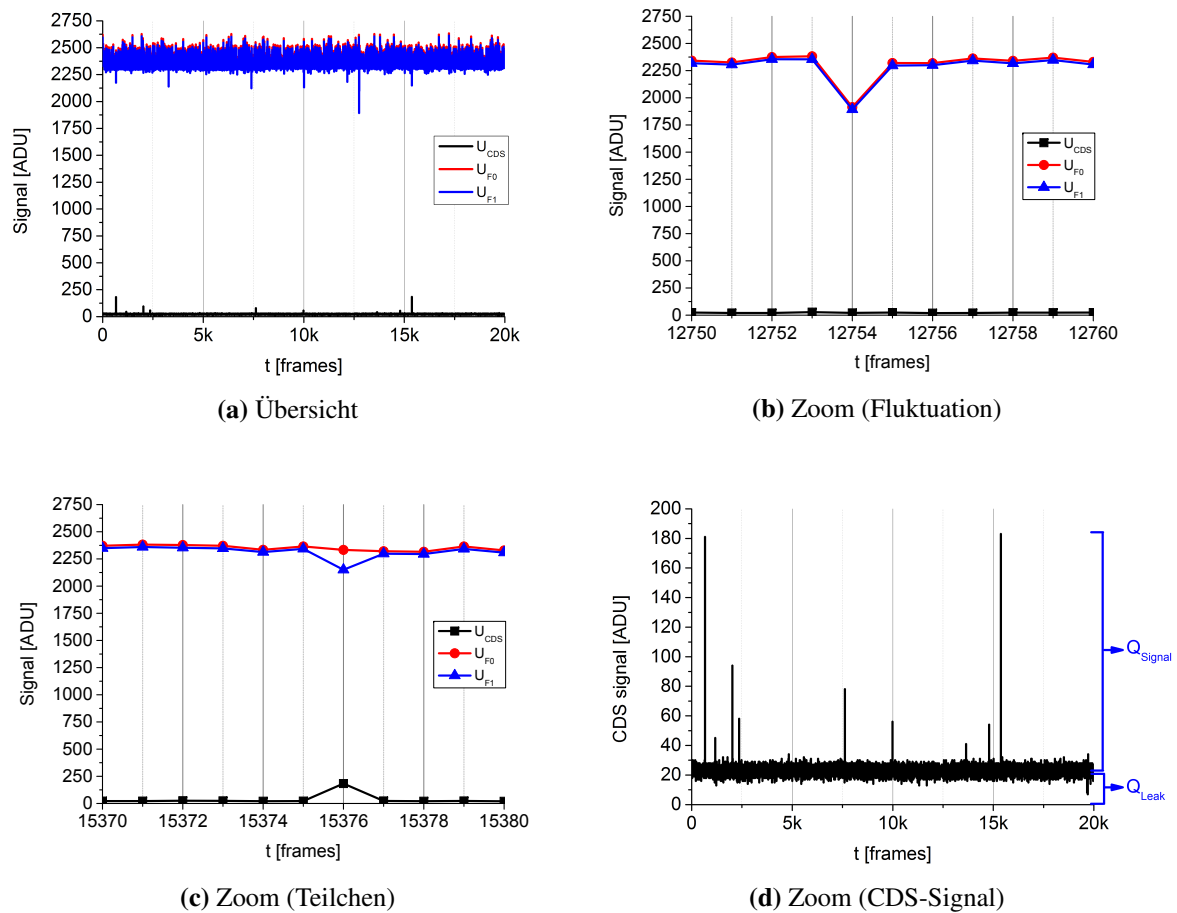 2750
2500
2250
2000
1750
1500
1250
1000
750
500
250
0
Signal [ADU]
U_CDS
U_F0
U_F1
0 5k 10k 15k 20k
t [frames]
(a) Übersicht
2750
2500
2250
2000
1750
1500
1250
1000
750
500
250
0
Signal [ADU]
U_CDS
U_F0
U_F1
12750 12752 12754 12756 12758 12760
t [frames]
(b) Zoom (Fluktuation)
2750
2500
2250
2000
1750
1500
1250
1000
750
500
250
0
Signal [ADU]
U_CDS
U_F0
U_F1
15370 15372 15374 15376 15378 15380
t [frames]
(c) Zoom (Teilchen)
200
180
160
140
120
100
80
60
40
20
0
CDS signal [ADU]
Q_Signal
Q_Leak
0 5k 10k 15k 20k
t [frames]
(d) Zoom (CDS-Signal)